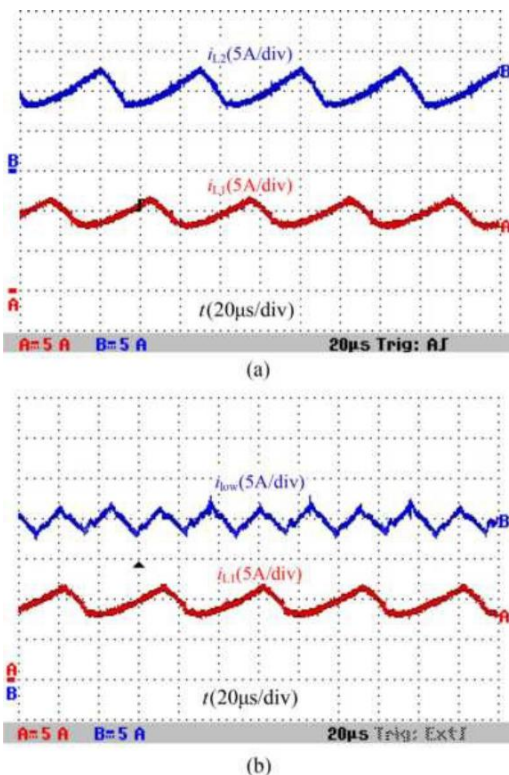 iL2(5A/div)
B
B
iL1(5A/div)
A
A
t(20μs/div)
A=5 A B=5 A 20μs Trig: A∫
(a)
ilow(5A/div)
B
iL1(5A/div)
A
A
B
t(20μs/div)
A=5 A B=5 A 20μs Trig: Ext∫
(b)